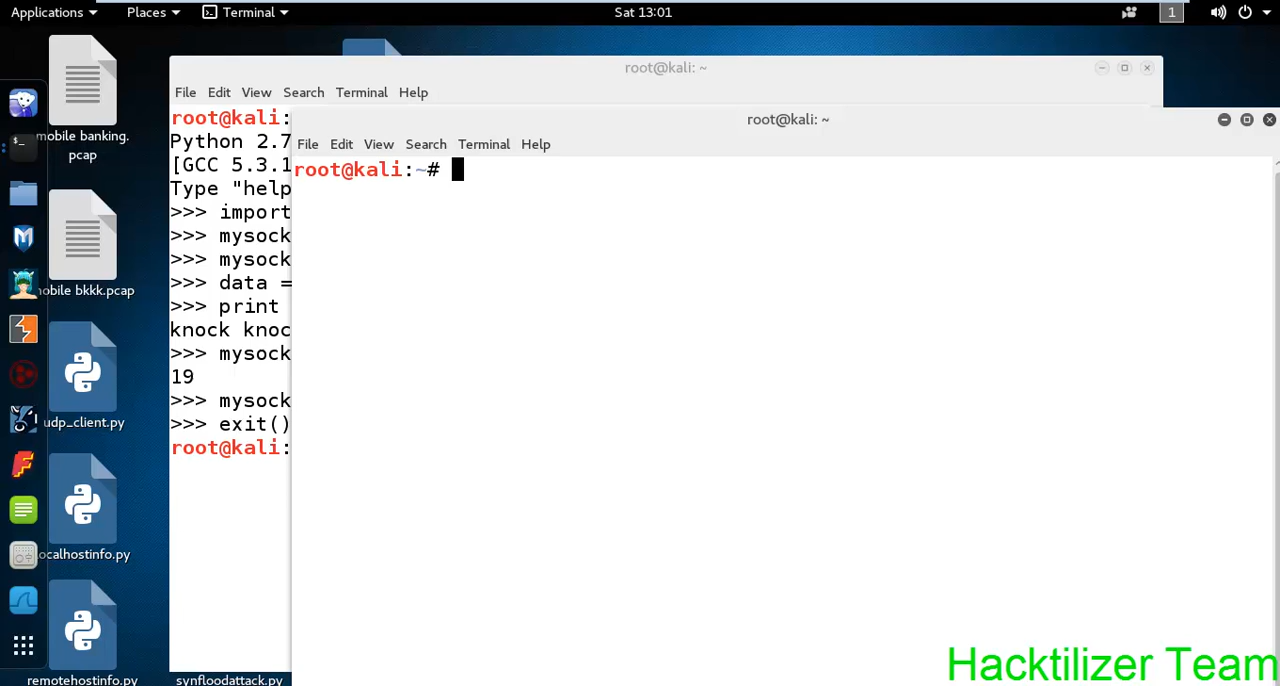 Applications Places Terminal Sat 13:01 1
root@kali: ~
File Edit View Search Terminal Help
root@kali:
Python 2.7
[GCC 5.3.1
Type "help
>>> import
>>> mysock
>>> mysock
>>> data =
>>> print
knock knoc
>>> mysock
19
>>> mysock
>>> exit()
root@kali:
root@kali: ~
File Edit View Search Terminal Help
root@kali:~#
mobile banking.
pcap
mobile bkkk.pcap
udp_client.py
localhostinfo.py
remotehostinfo.py
synfloodattack.py
Hacktilizer Team